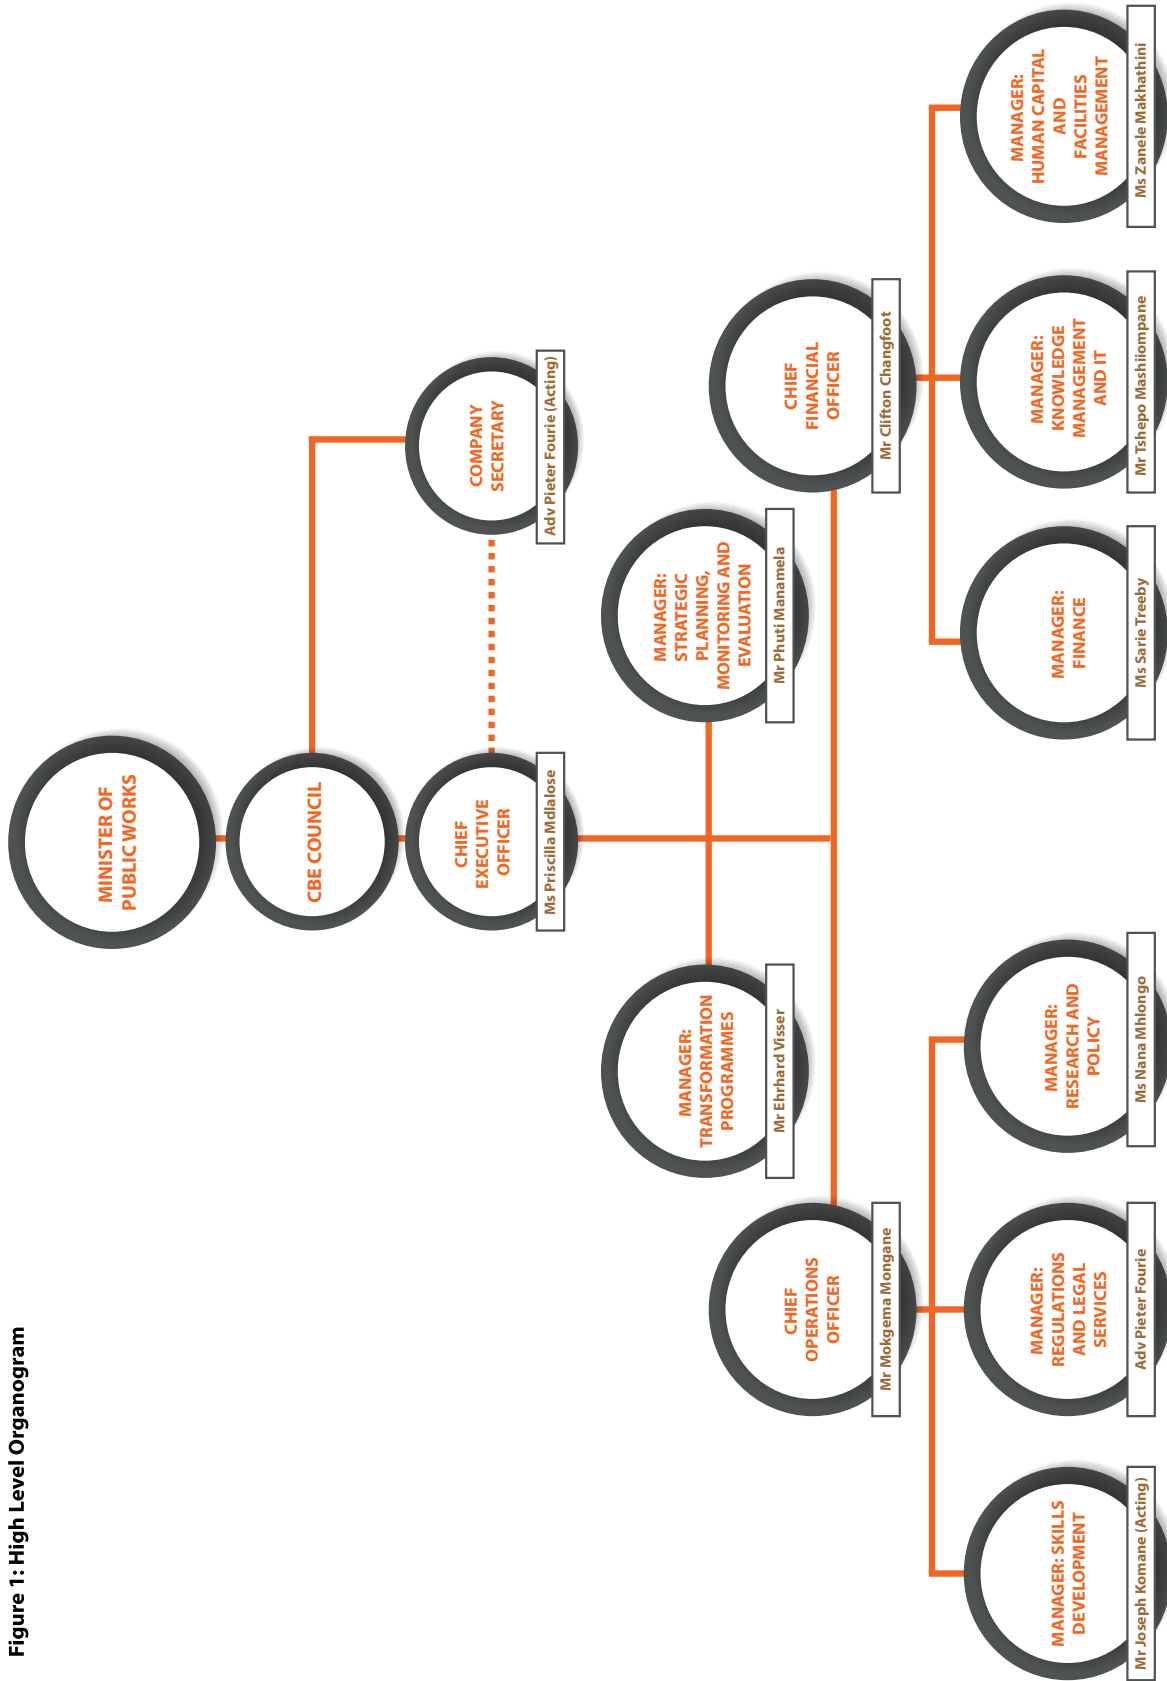 Figure 1: High Level Organogram
MINISTER OF
PUBLIC WORKS
CBE COUNCIL
CHIEF
EXECUTIVE
OFFICER
Ms Priscilla Mdlalose
COMPANY
SECRETARY
Adv Pieter Fourie (Acting)
MANAGER:
TRANSFORMATION
PROGRAMMES
Mr Ehrhard Visser
MANAGER:
STRATEGIC
PLANNING,
MONITORING AND
EVALUATION
Mr Phuti Manamela
CHIEF
OPERATIONS
OFFICER
Mr Mokgema Mongane
CHIEF
FINANCIAL
OFFICER
Mr Clifton Changfoot
MANAGER: SKILLS
DEVELOPMENT
Mr Joseph Komane (Acting)
MANAGER:
REGULATIONS
AND LEGAL
SERVICES
Adv Pieter Fourie
MANAGER:
RESEARCH AND
POLICY
Ms Nana Mhlongo
MANAGER:
FINANCE
Ms Sarie Treeby
MANAGER:
KNOWLEDGE
MANAGEMENT
AND IT
Mr Tshepo Mashiiompane
MANAGER:
HUMAN CAPITAL
AND
FACILITIES
MANAGEMENT
Ms Zanele Makhathini